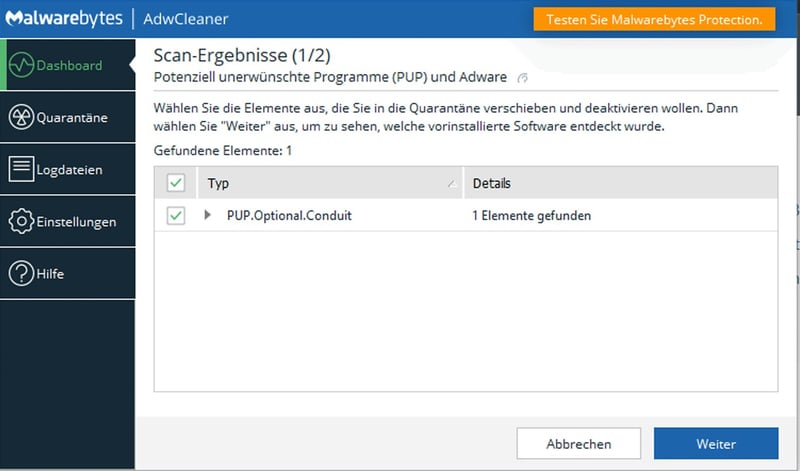 Malwarebytes | AdwCleaner
Testen Sie Malwarebytes Protection.
Dashboard
Quarantäne
Logdateien
Einstellungen
Hilfe
Scan-Ergebnisse (1/2)
Potenziell unerwünschte Programme (PUP) und Adware
Wählen Sie die Elemente aus, die Sie in die Quarantäne verschieben und deaktivieren wollen. Dann
wählen Sie "Weiter" aus, um zu sehen, welche vorinstallierte Software entdeckt wurde.
Gefundene Elemente: 1
Typ Details
PUP.Optional.Conduit 1 Elemente gefunden
Abbrechen Weiter